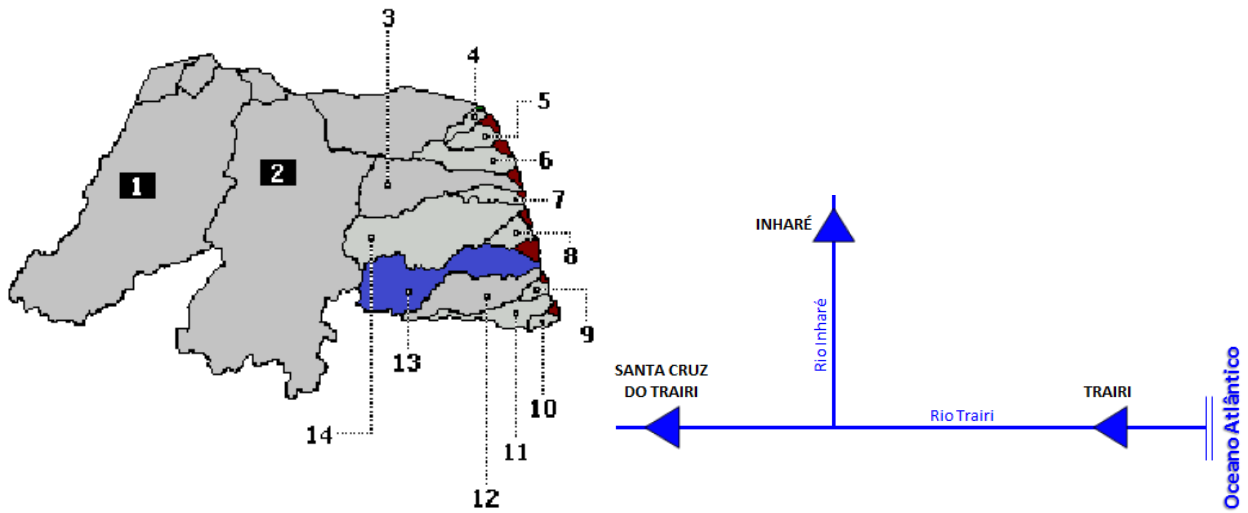 3
4
5
6
7
8
9
10
11
12
13
14
1
2
INHARÉ
Rio Inharé
SANTA CRUZ
DO TRAIRI
Rio Trairi
TRAIRI
Oceano Atlântico